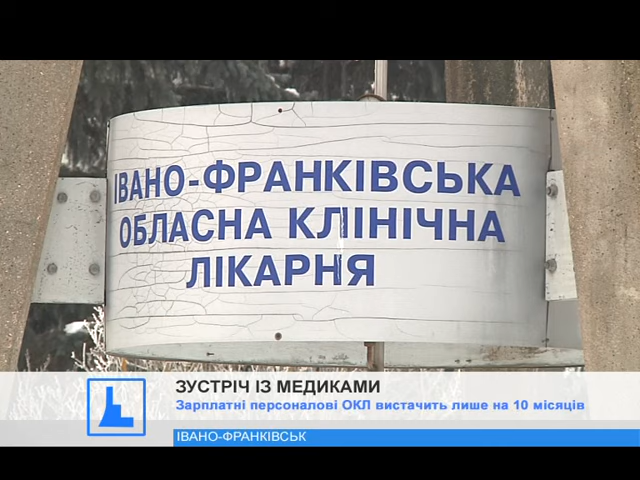 ІВАНО-ФРАНКІВСЬКА
ОБЛАСНА КЛІНІЧНА
ЛІКАРНЯ
ЗУСТРІЧ ІЗ МЕДИКАМИ
Зарплатні персоналові ОКЛ вистачить лише на 10 місяців
ІВАНО-ФРАНКІВСЬК